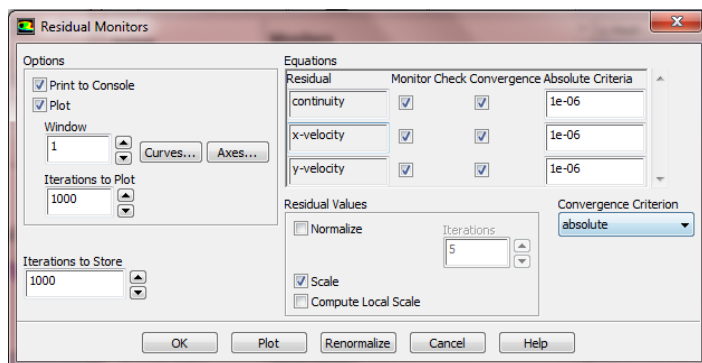 Residual Monitors
Options
Print to Console
Plot
Window
1
Curves... Axes...
Iterations to Plot
1000
Iterations to Store
1000
Equations
Residual Monitor Check Convergence Absolute Criteria
continuity 1e-06
x-velocity 1e-06
y-velocity 1e-06
Residual Values
Normalize
Iterations
5
Scale
Compute Local Scale
Convergence Criterion
absolute
OK Plot Renormalize Cancel Help